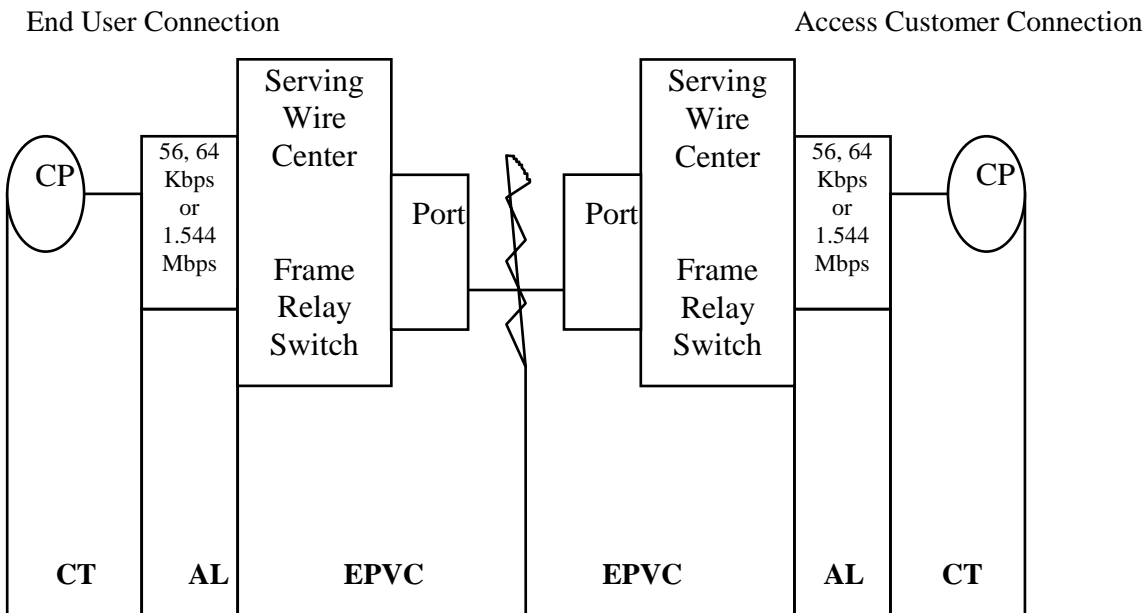 End User Connection
Access Customer Connection
CP
56, 64
Kbps
or
1.544
Mbps
Serving
Wire
Center
Frame
Relay
Switch
Port
Port
Serving
Wire
Center
Frame
Relay
Switch
56, 64
Kbps
or
1.544
Mbps
CP
CT
AL
EPVC
EPVC
AL
CT